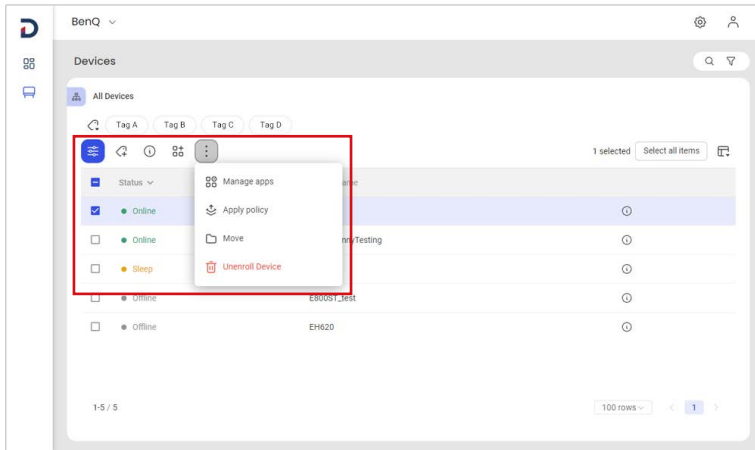 BenQ
Devices
All Devices
Tag A Tag B Tag C Tag D
1 selected Select all items
Status
Manage apps
Online
Apply policy
Online Move
Sleep Unenroll Device
Offline E800ST_test
Offline EH620
1-5 / 5 100 rows 1